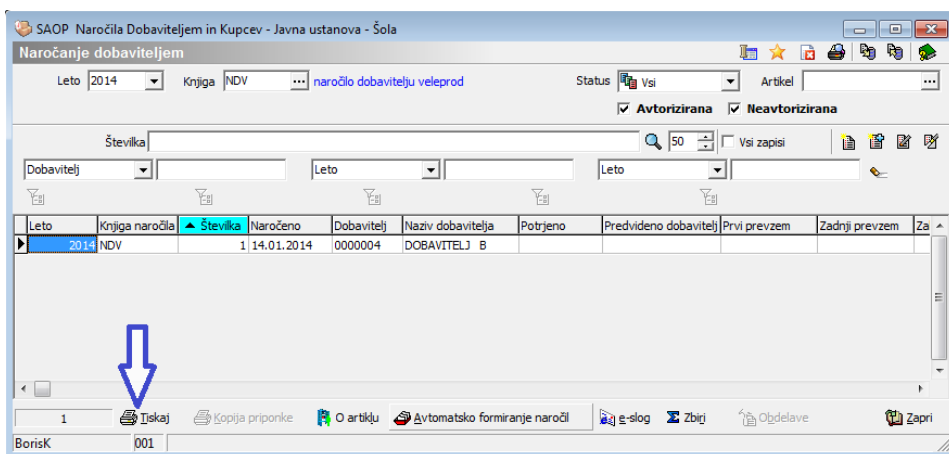 SAOP Naročila Dobaviteljem in Kupcev - Javna ustanova - Šola
Naročanje dobaviteljem
Leto 2014 Knjiga NDV ... naročilo dobavitelju veleprod Status Vsi Artikel ...
Avtorizirana Neavtorizirana
Številka 50 Vsi zapisi
Dobavitelj Leto Leto
Leto Knjiga naročila Številka Naročeno Dobavitelj Naziv dobavitelja Potrjeno Predvideno dobavitelj Prvi prevzem Zadnji prevzem Za
2014 NDV 1 14.01.2014 0000004 DOBAVITELJ B
1 Tiskaj Kopija priponke O artiklu Avtomatsko formiranje naročil e-slog Zbirj Obdelave Zapri
BorisK 001